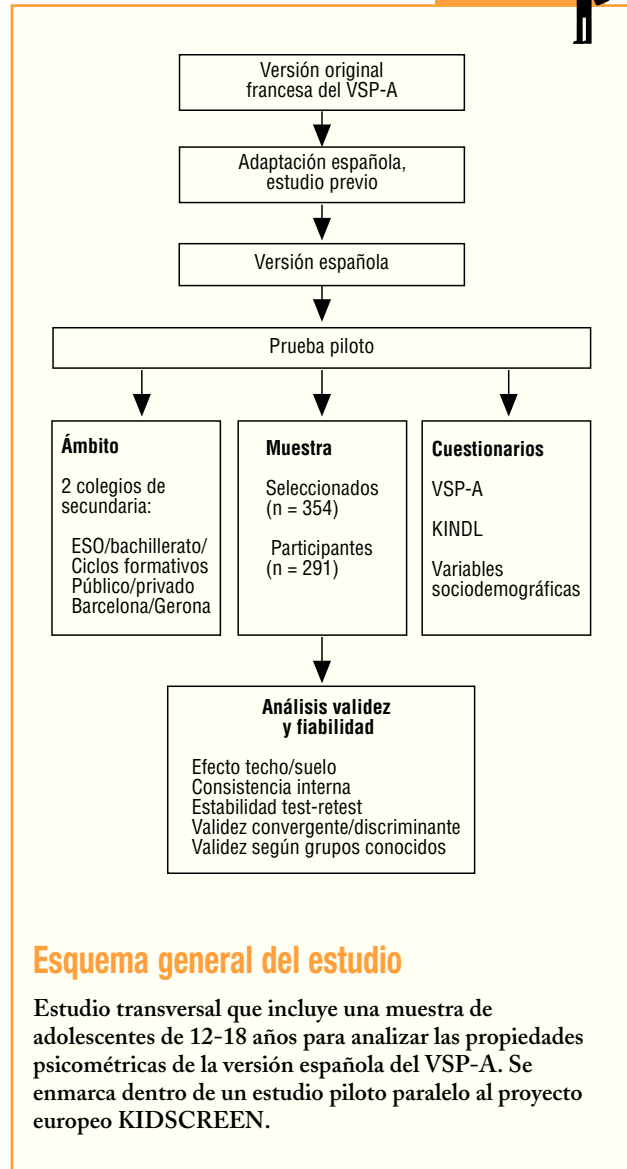 Versión original
francesa del VSP-A
Adaptación española,
estudio previo
Versión española
Prueba piloto
Ámbito
2 colegios de
secundaria:
ESO/bachillerato/
Ciclos formativos
Público/privado
Barcelona/Gerona
Muestra
Seleccionados
(n = 354)
Participantes
(n = 291)
Cuestionarios
VSP-A
KINDL
Variables
sociodemográficas
Análisis validez
y fiabilidad
Efecto techo/suelo
Consistencia interna
Estabilidad test-retest
Validez convergente/discriminante
Validez según grupos conocidos
Esquema general del estudio
Estudio transversal que incluye una muestra de
adolescentes de 12-18 años para analizar las propiedades
psicométricas de la versión española del VSP-A. Se
enmarca dentro de un estudio piloto paralelo al proyecto
europeo KIDSCREEN.